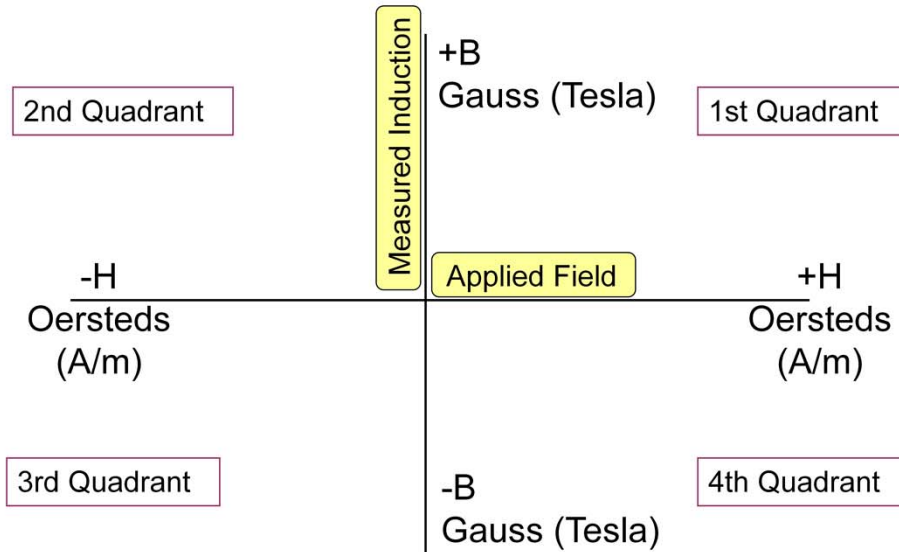 Measured Induction
+B
Gauss (Tesla)
2nd Quadrant
1st Quadrant
Applied Field
-H
Oersteds
(A/m)
+H
Oersteds
(A/m)
3rd Quadrant
4th Quadrant
-B
Gauss (Tesla)